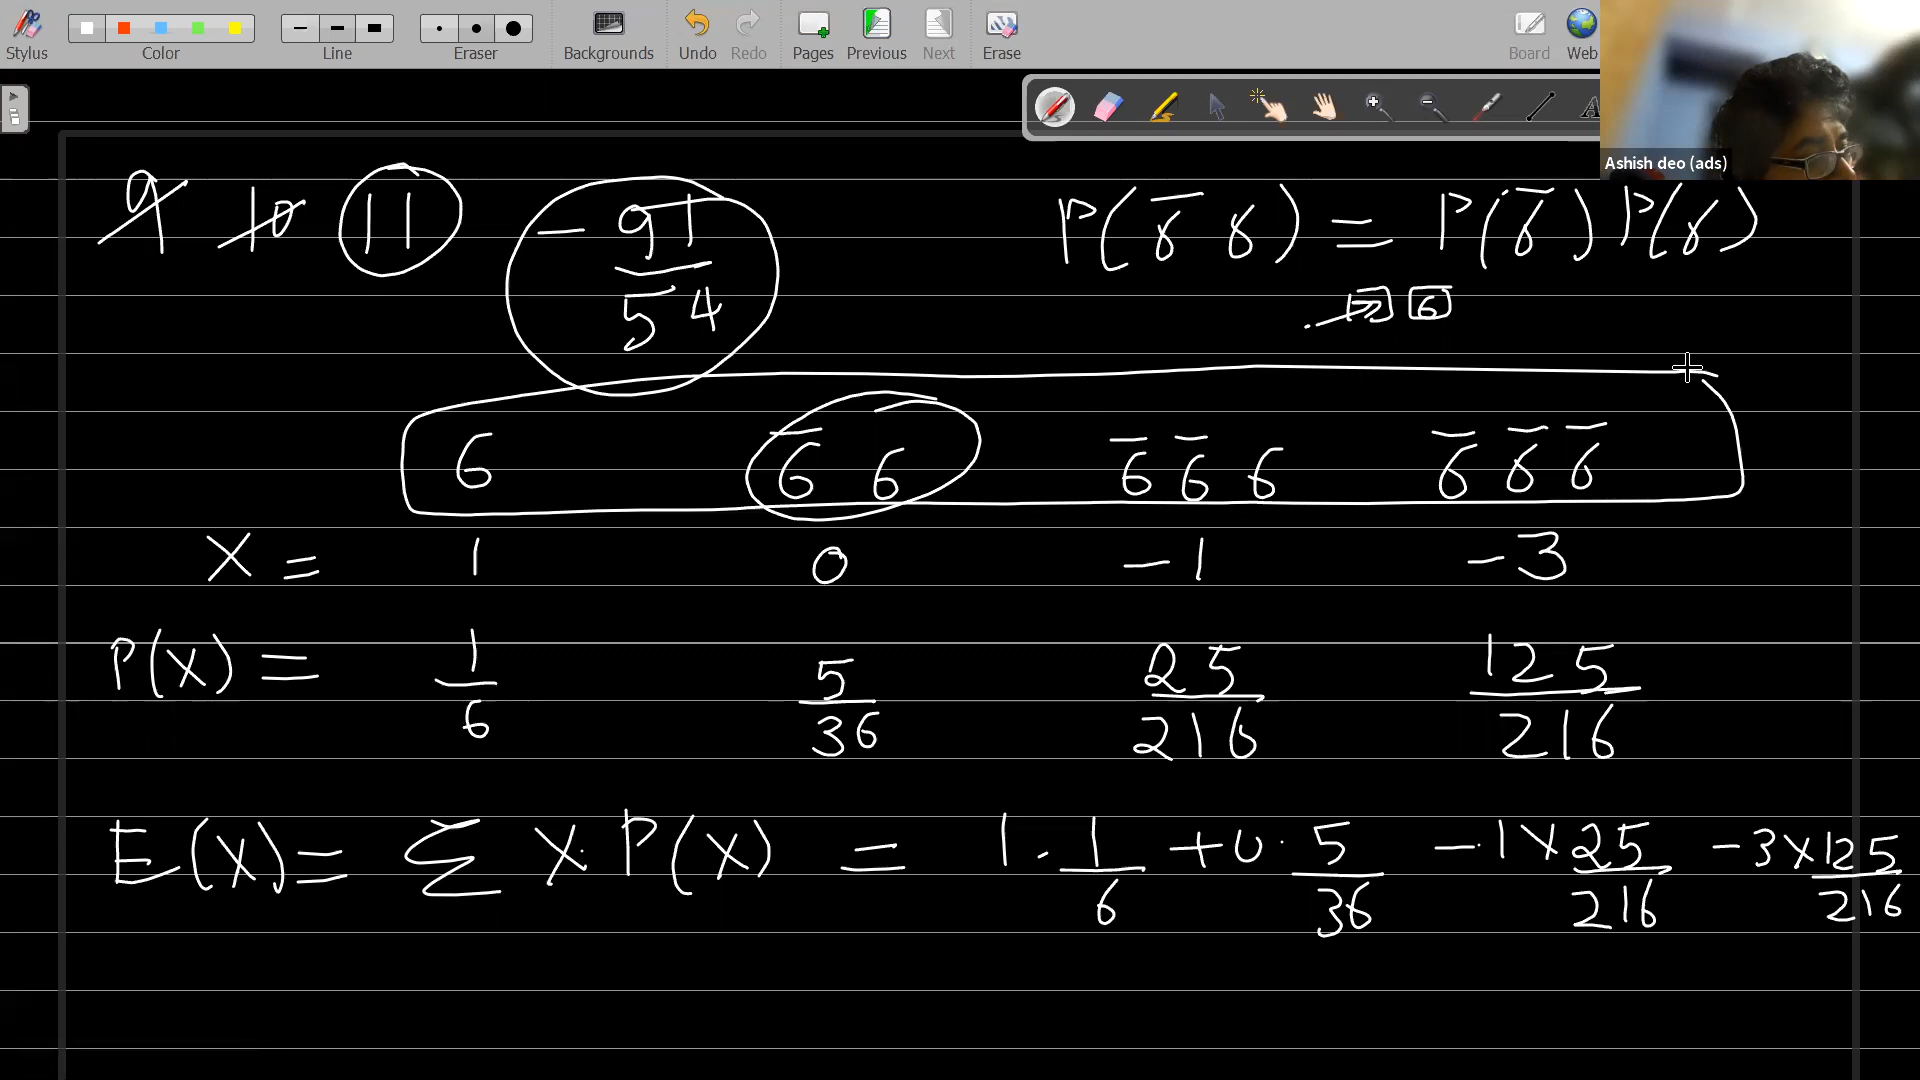 Stylus Color Line Eraser Backgrounds Undo Redo Pages Previous Next Erase Board Web
Ashish deo (ads)
9 10 11 -91/54 P(6̅ 6) = P(6̅) P(6)
6
6 6̅ 6 6̅ 6̅ 6 6̅ 6̅ 6̅
X = 1 0 -1 -3
P(X) = 1/6 5/36 25/216 125/216
E(X) = Σ X. P(X) = 1 . 1/6 + 0 . 5/36 - 1 × 25/216 - 3 × 125/216